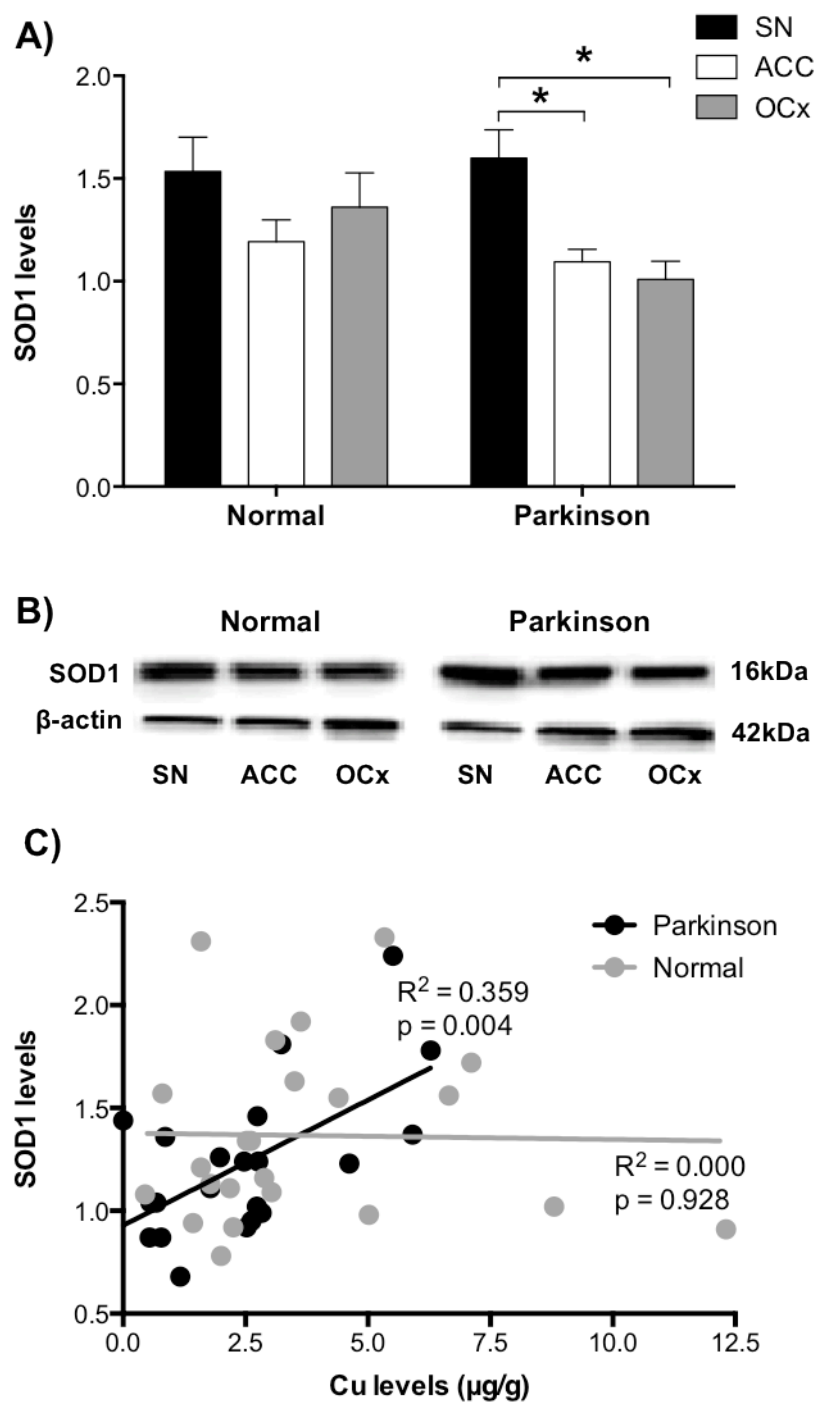 A)
SN
ACC
OCx
* *
2.0
1.5
1.0
0.5
0.0
SOD1 levels
Normal Parkinson
B)
Normal Parkinson
SOD1 16kDa
β-actin 42kDa
SN ACC OCx SN ACC OCx
C)
Parkinson
Normal
2.5
2.0
1.5
1.0
0.5
SOD1 levels
R² = 0.359
p = 0.004
R² = 0.000
p = 0.928
0.0 2.5 5.0 7.5 10.0 12.5
Cu levels (µg/g)